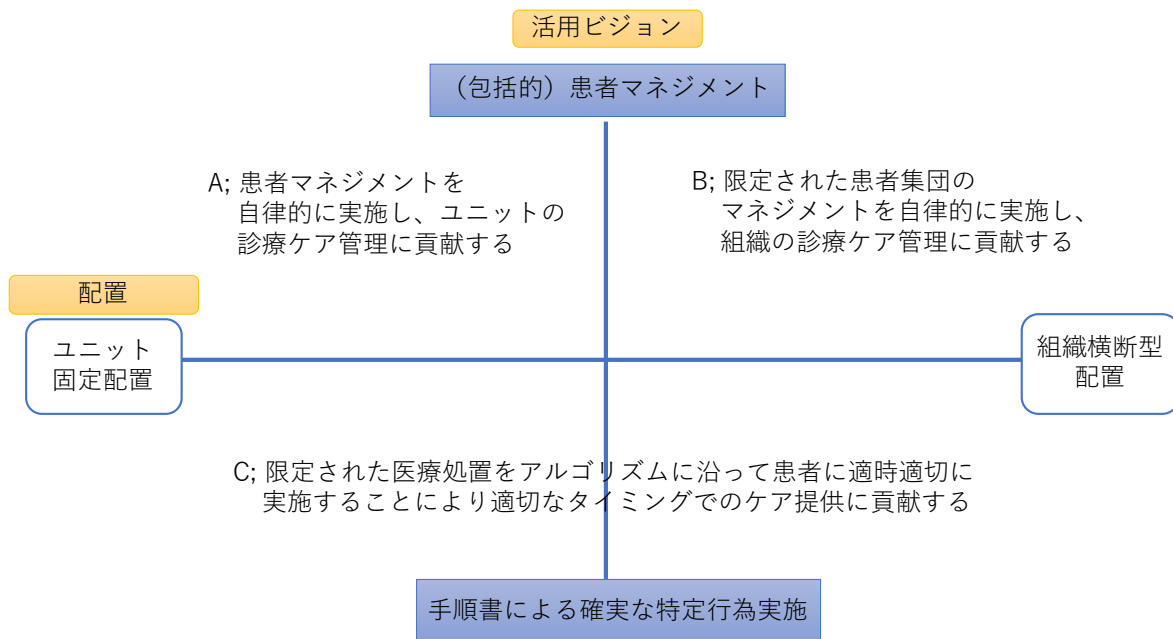 活用ビジョン
（包括的）患者マネジメント
A; 患者マネジメントを
自律的に実施し、ユニットの
診療ケア管理に貢献する
B; 限定された患者集団の
マネジメントを自律的に実施し、
組織の診療ケア管理に貢献する
配置
ユニット
固定配置
組織横断型
配置
C; 限定された医療処置をアルゴリズムに沿って患者に適時適切に
実施することにより適切なタイミングでのケア提供に貢献する
手順書による確実な特定行為実施